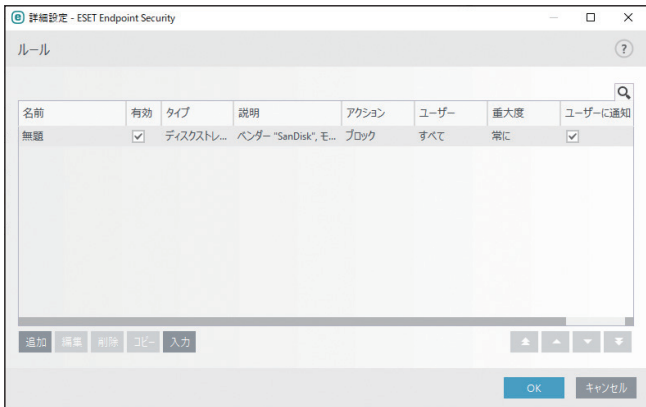 詳細設定 - ESET Endpoint Security
ルール
?
名前 有効 タイプ 説明 アクション ユーザー 重大度 ユーザーに通知
無題 ディスクストレ... ベンダー "SanDisk", モ... ブロック すべて 常に
追加 編集 削除 コピー 入力
OK キャンセル